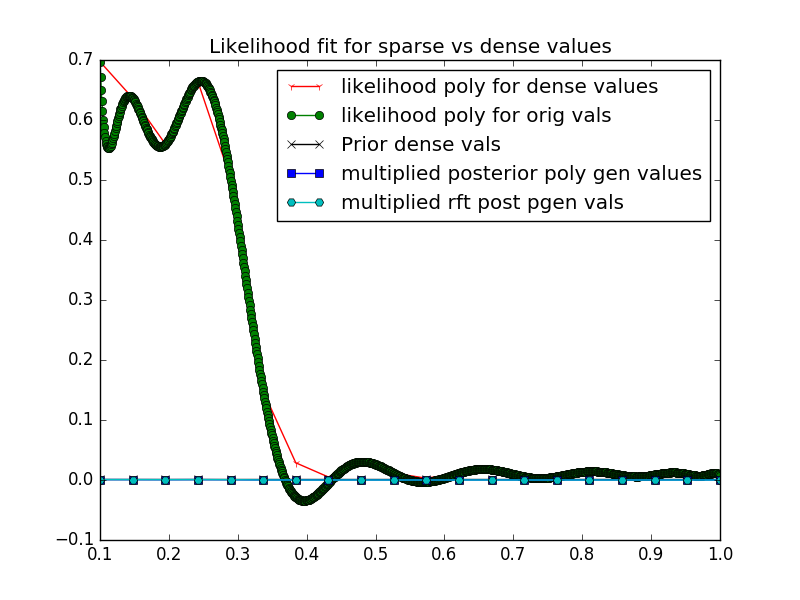 Likelihood fit for sparse vs dense values
0.7
0.6
0.5
0.4
0.3
0.2
0.1
0.0
−0.1
likelihood poly for dense values
likelihood poly for orig vals
Prior dense vals
multiplied posterior poly gen values
multiplied rft post pgen vals
0.1 0.2 0.3 0.4 0.5 0.6 0.7 0.8 0.9 1.0